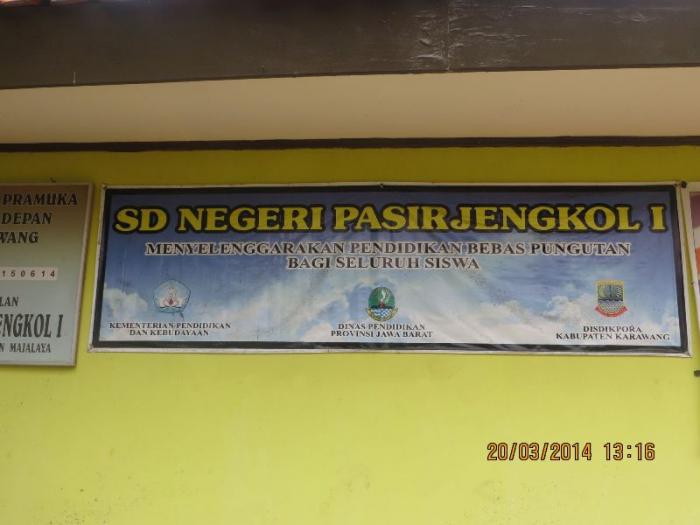 PRAMUKA
DEPAN
WANG
150614
LAN
ENGKOL I
N MAJALAYA
SD NEGERI PASIRJENGKOL I
MENYELENGGARAKAN PENDIDIKAN BEBAS PUNGUTAN
BAGI SELURUH SISWA
KEMENTERIAN PENDIDIKAN
DAN KEBUDAYAAN
DINAS PENDIDIKAN
PROVINSI JAWA BARAT
DISDIKPORA
KABUPATEN KARAWANG
20/03/2014 13:16